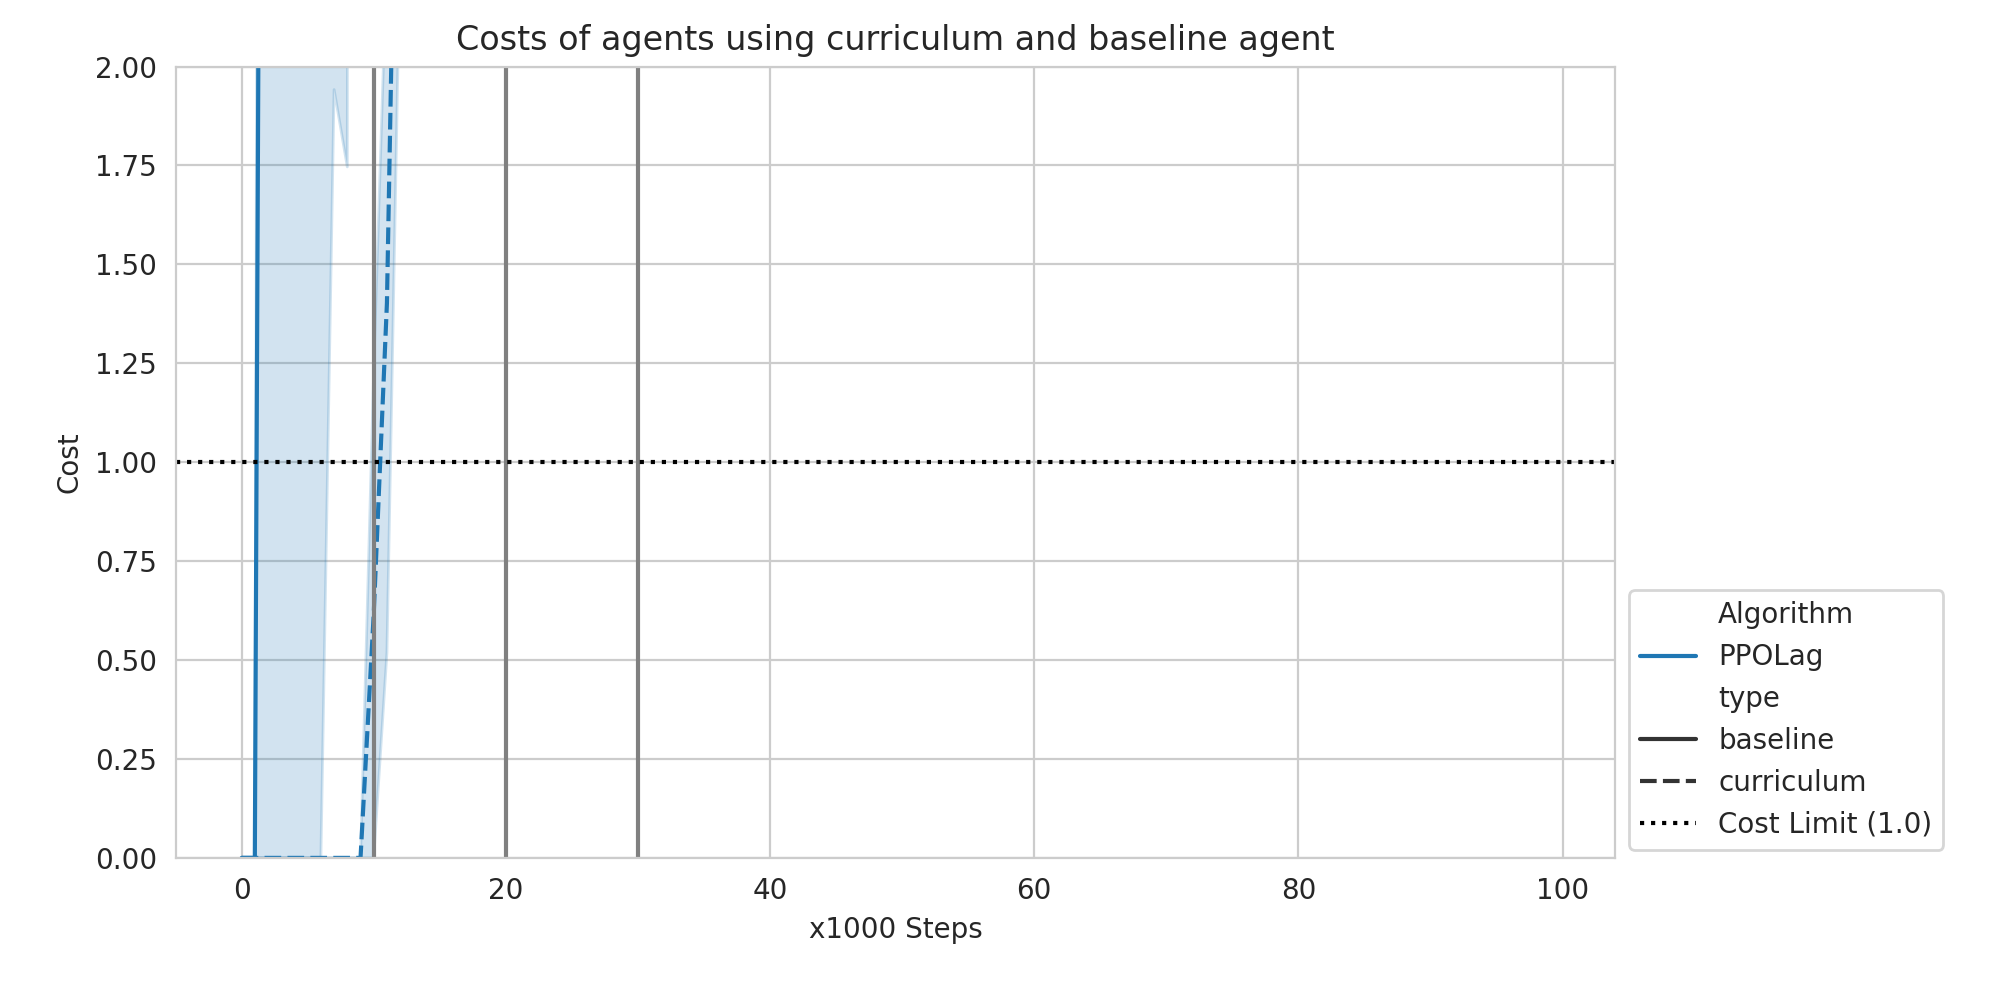 Costs of agents using curriculum and baseline agent
2.00
1.75
1.50
1.25
1.00
0.75
0.50
0.25
0.00
Cost
0 20 40 60 80 100
x1000 Steps
Algorithm
PPOLag
type
baseline
curriculum
Cost Limit (1.0)